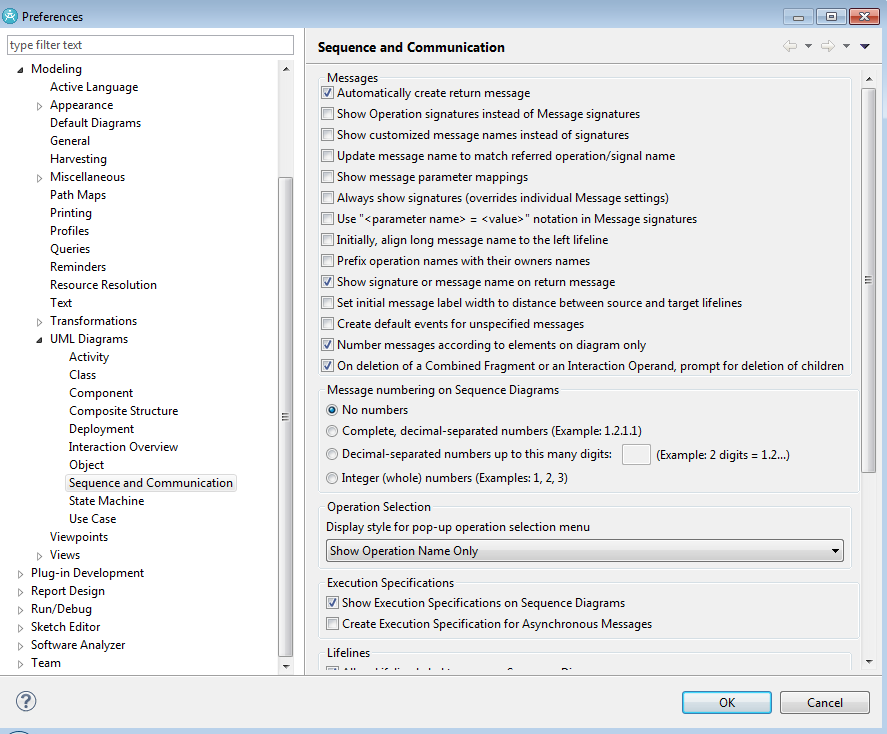 Preferences
type filter text
Modeling
Active Language
Appearance
Default Diagrams
General
Harvesting
Miscellaneous
Path Maps
Printing
Profiles
Queries
Reminders
Resource Resolution
Text
Transformations
UML Diagrams
Activity
Class
Component
Composite Structure
Deployment
Interaction Overview
Object
Sequence and Communication
State Machine
Use Case
Viewpoints
Views
Plug-in Development
Report Design
Run/Debug
Sketch Editor
Software Analyzer
Team
Sequence and Communication
Messages
Automatically create return message
Show Operation signatures instead of Message signatures
Show customized message names instead of signatures
Update message name to match referred operation/signal name
Show message parameter mappings
Always show signatures (overrides individual Message settings)
Use "<parameter name> = <value>" notation in Message signatures
Initially, align long message name to the left lifeline
Prefix operation names with their owners names
Show signature or message name on return message
Set initial message label width to distance between source and target lifelines
Create default events for unspecified messages
Number messages according to elements on diagram only
On deletion of a Combined Fragment or an Interaction Operand, prompt for deletion of children
Message numbering on Sequence Diagrams
No numbers
Complete, decimal-separated numbers (Example: 1.2.1.1)
Decimal-separated numbers up to this many digits: (Example: 2 digits = 1.2...)
Integer (whole) numbers (Examples: 1, 2, 3)
Operation Selection
Display style for pop-up operation selection menu
Show Operation Name Only
Execution Specifications
Show Execution Specifications on Sequence Diagrams
Create Execution Specification for Asynchronous Messages
Lifelines
?
OK
Cancel